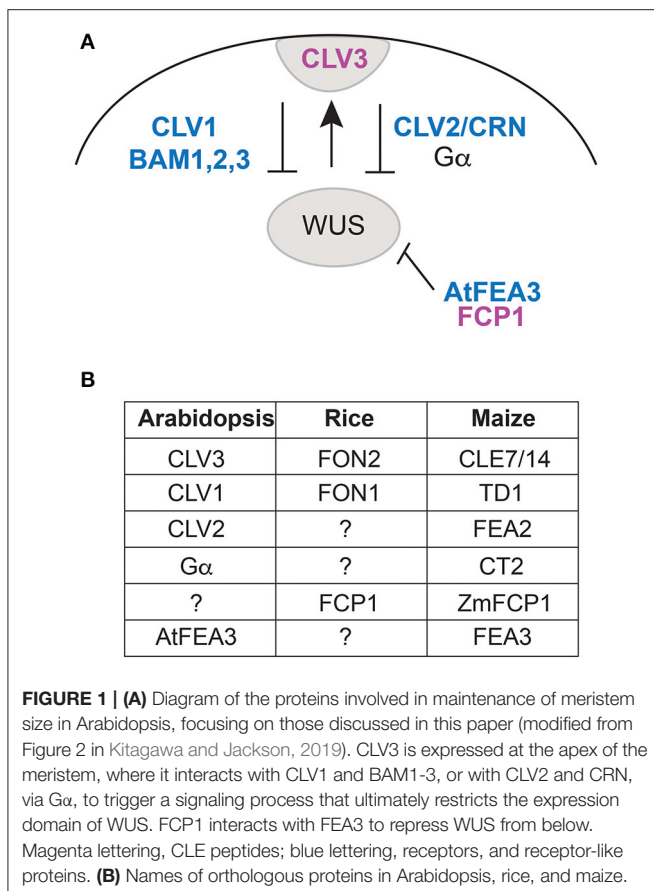 A
CLV3
CLV1
BAM1,2,3
CLV2/CRN
Gα
WUS
AtFEA3
FCP1
B
Arabidopsis Rice Maize
CLV3 FON2 CLE7/14
CLV1 FON1 TD1
CLV2 ? FEA2
Gα ? CT2
? FCP1 ZmFCP1
AtFEA3 ? FEA3
FIGURE 1 | (A) Diagram of the proteins involved in maintenance of meristem
size in Arabidopsis, focusing on those discussed in this paper (modified from
Figure 2 in Kitagawa and Jackson, 2019). CLV3 is expressed at the apex of the
meristem, where it interacts with CLV1 and BAM1-3, or with CLV2 and CRN,
via Gα, to trigger a signaling process that ultimately restricts the expression
domain of WUS. FCP1 interacts with FEA3 to repress WUS from below.
Magenta lettering, CLE peptides; blue lettering, receptors, and receptor-like
proteins. (B) Names of orthologous proteins in Arabidopsis, rice, and maize.